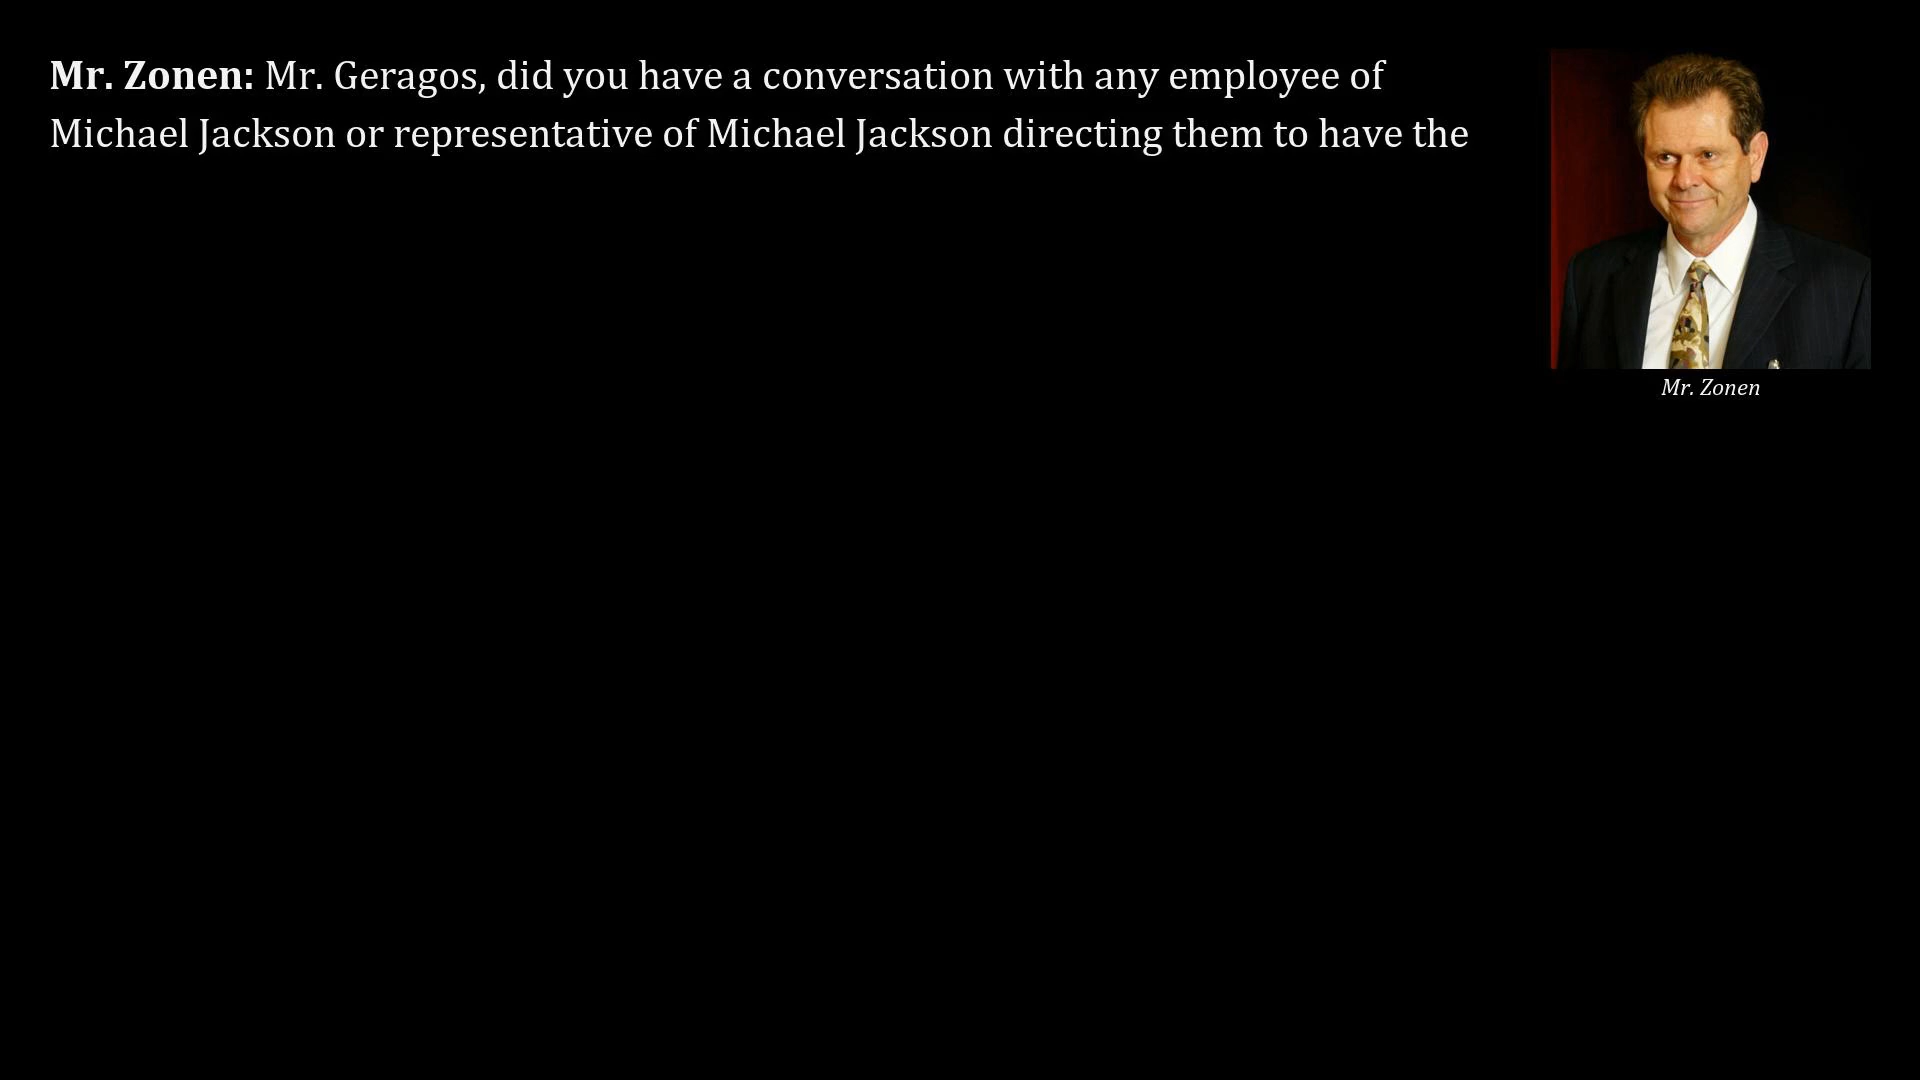 Mr. Zonen: Mr. Geragos, did you have a conversation with any employee of
Michael Jackson or representative of Michael Jackson directing them to have the
Mr. Zonen